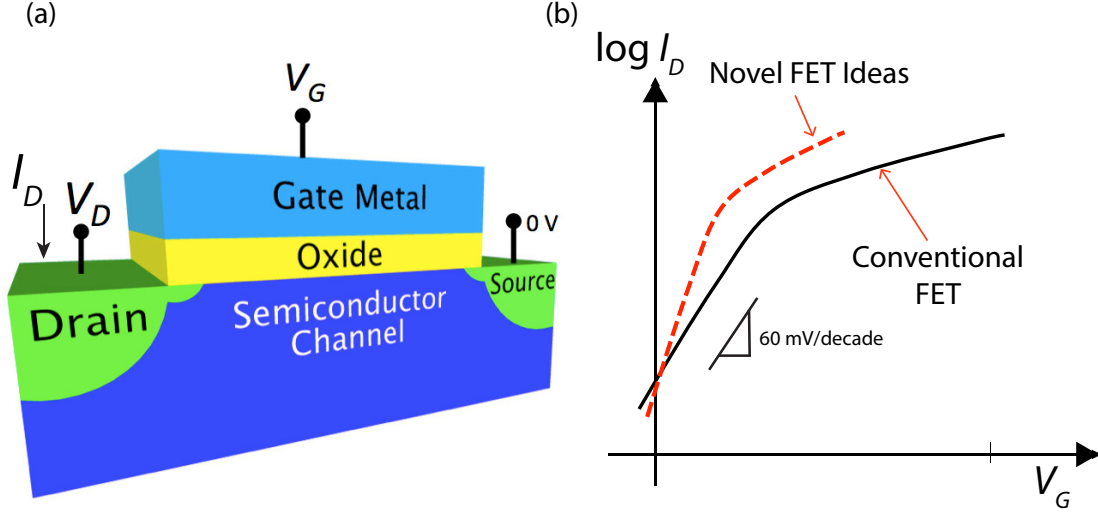 (a)
V_G
I_D
V_D
0 V
Gate Metal
Oxide
Source
Drain
Semiconductor
Channel
(b)
log I_D
Novel FET Ideas
Conventional
FET
60 mV/decade
V_G